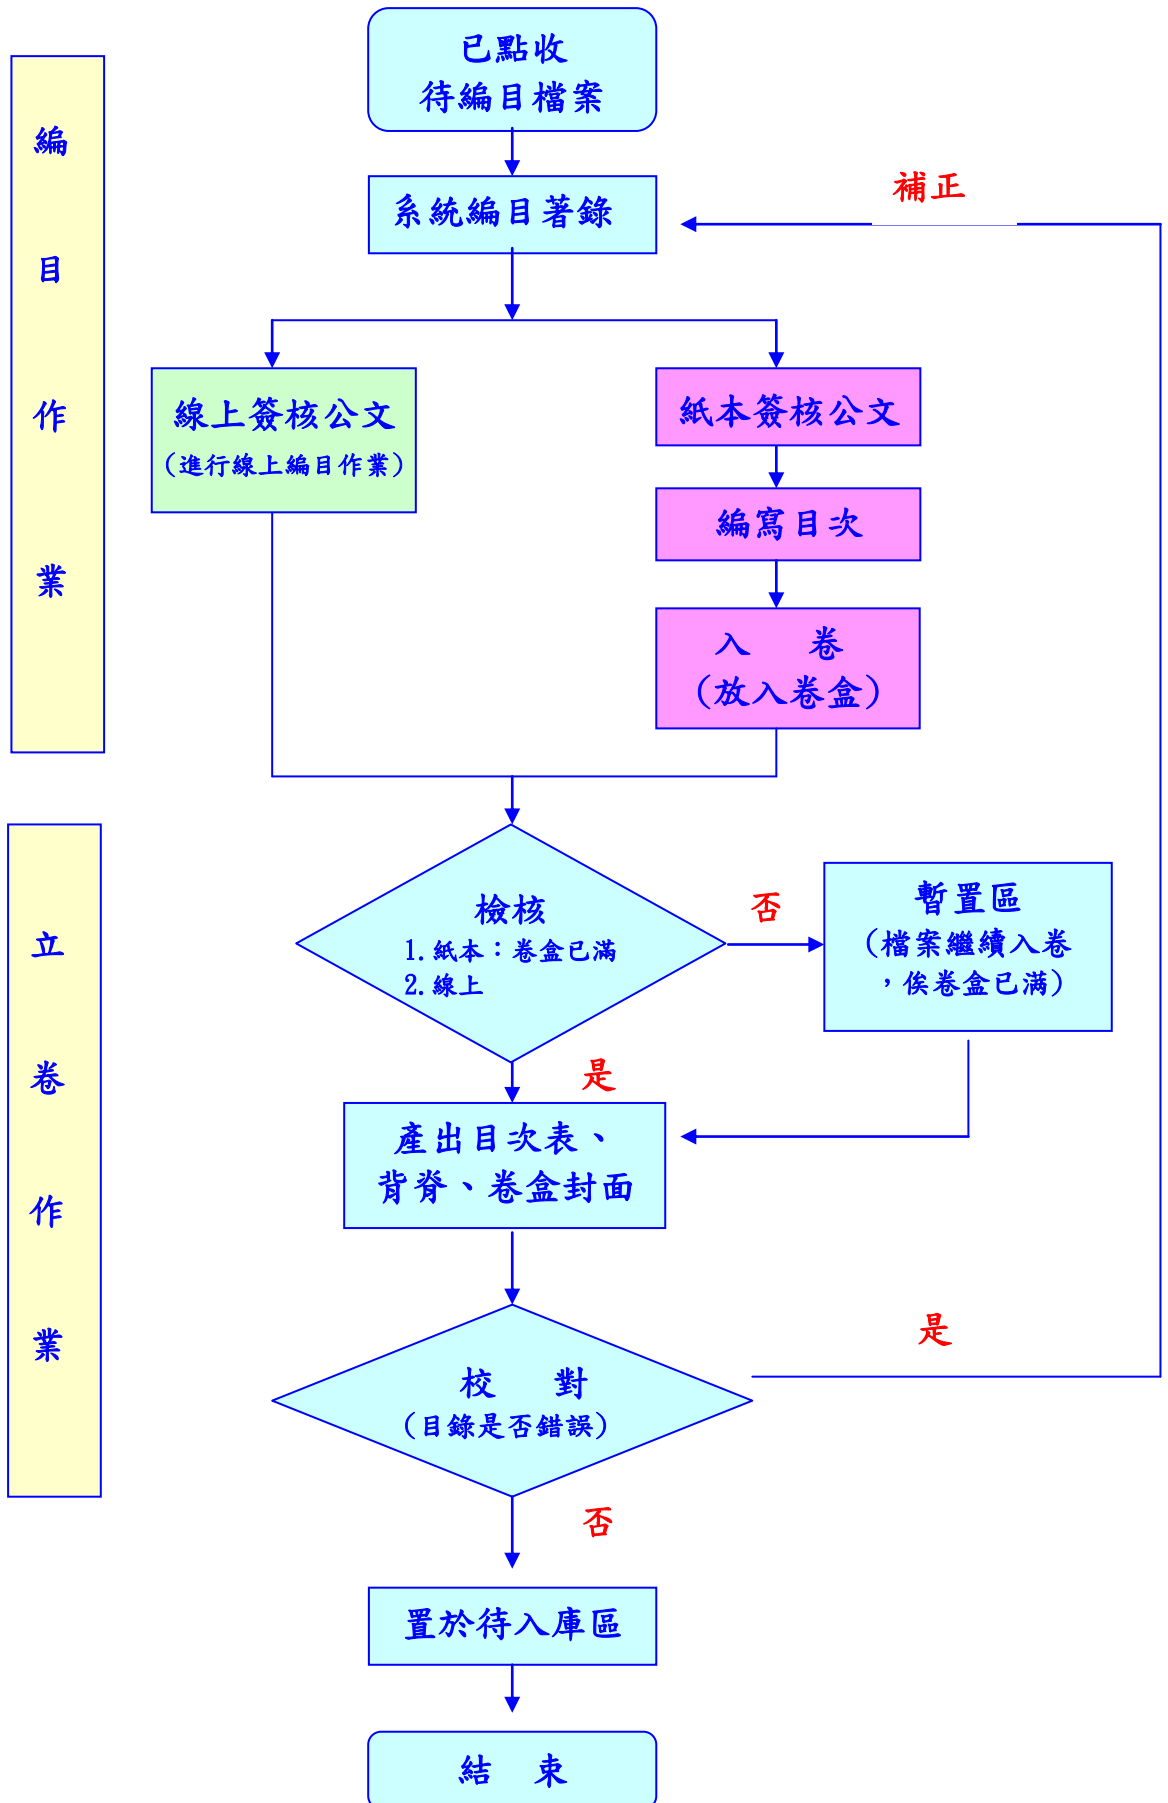 已點收
待編目檔案
編
目
作
業
系統編目著錄
補正
線上簽核公文
(進行線上編目作業)
紙本簽核公文
編寫目次
入 卷
(放入卷盒)
立
卷
作
業
檢核
1.紙本：卷盒已滿
2.線上
否
暫置區
(檔案繼續入卷
，俟卷盒已滿)
是
產出目次表、
背脊、卷盒封面
校 對
(目錄是否錯誤)
是
否
置於待入庫區
結 束